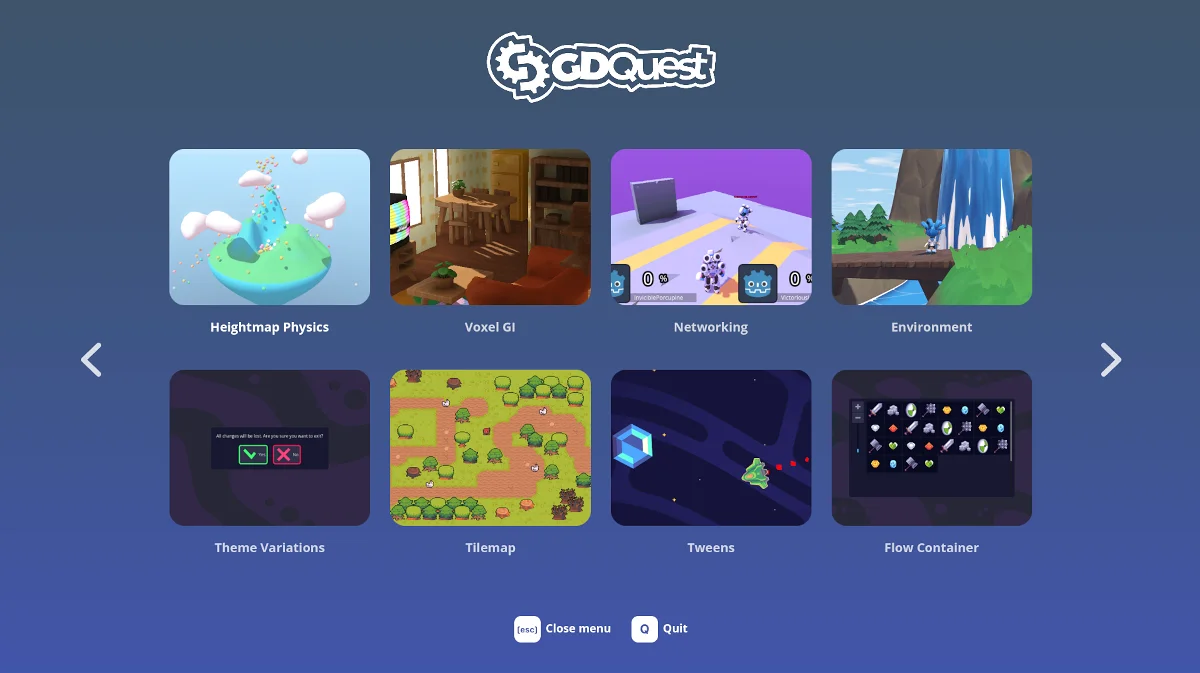 GDQuest
0 %
0 %
InviciblePorcupine
Victorious
Heightmap Physics
Voxel GI
Networking
Environment
All changes will be lost. Are you sure you want to exit?
Yes
No
Theme Variations
Tilemap
Tweens
Flow Container
[esc] Close menu
Q Quit